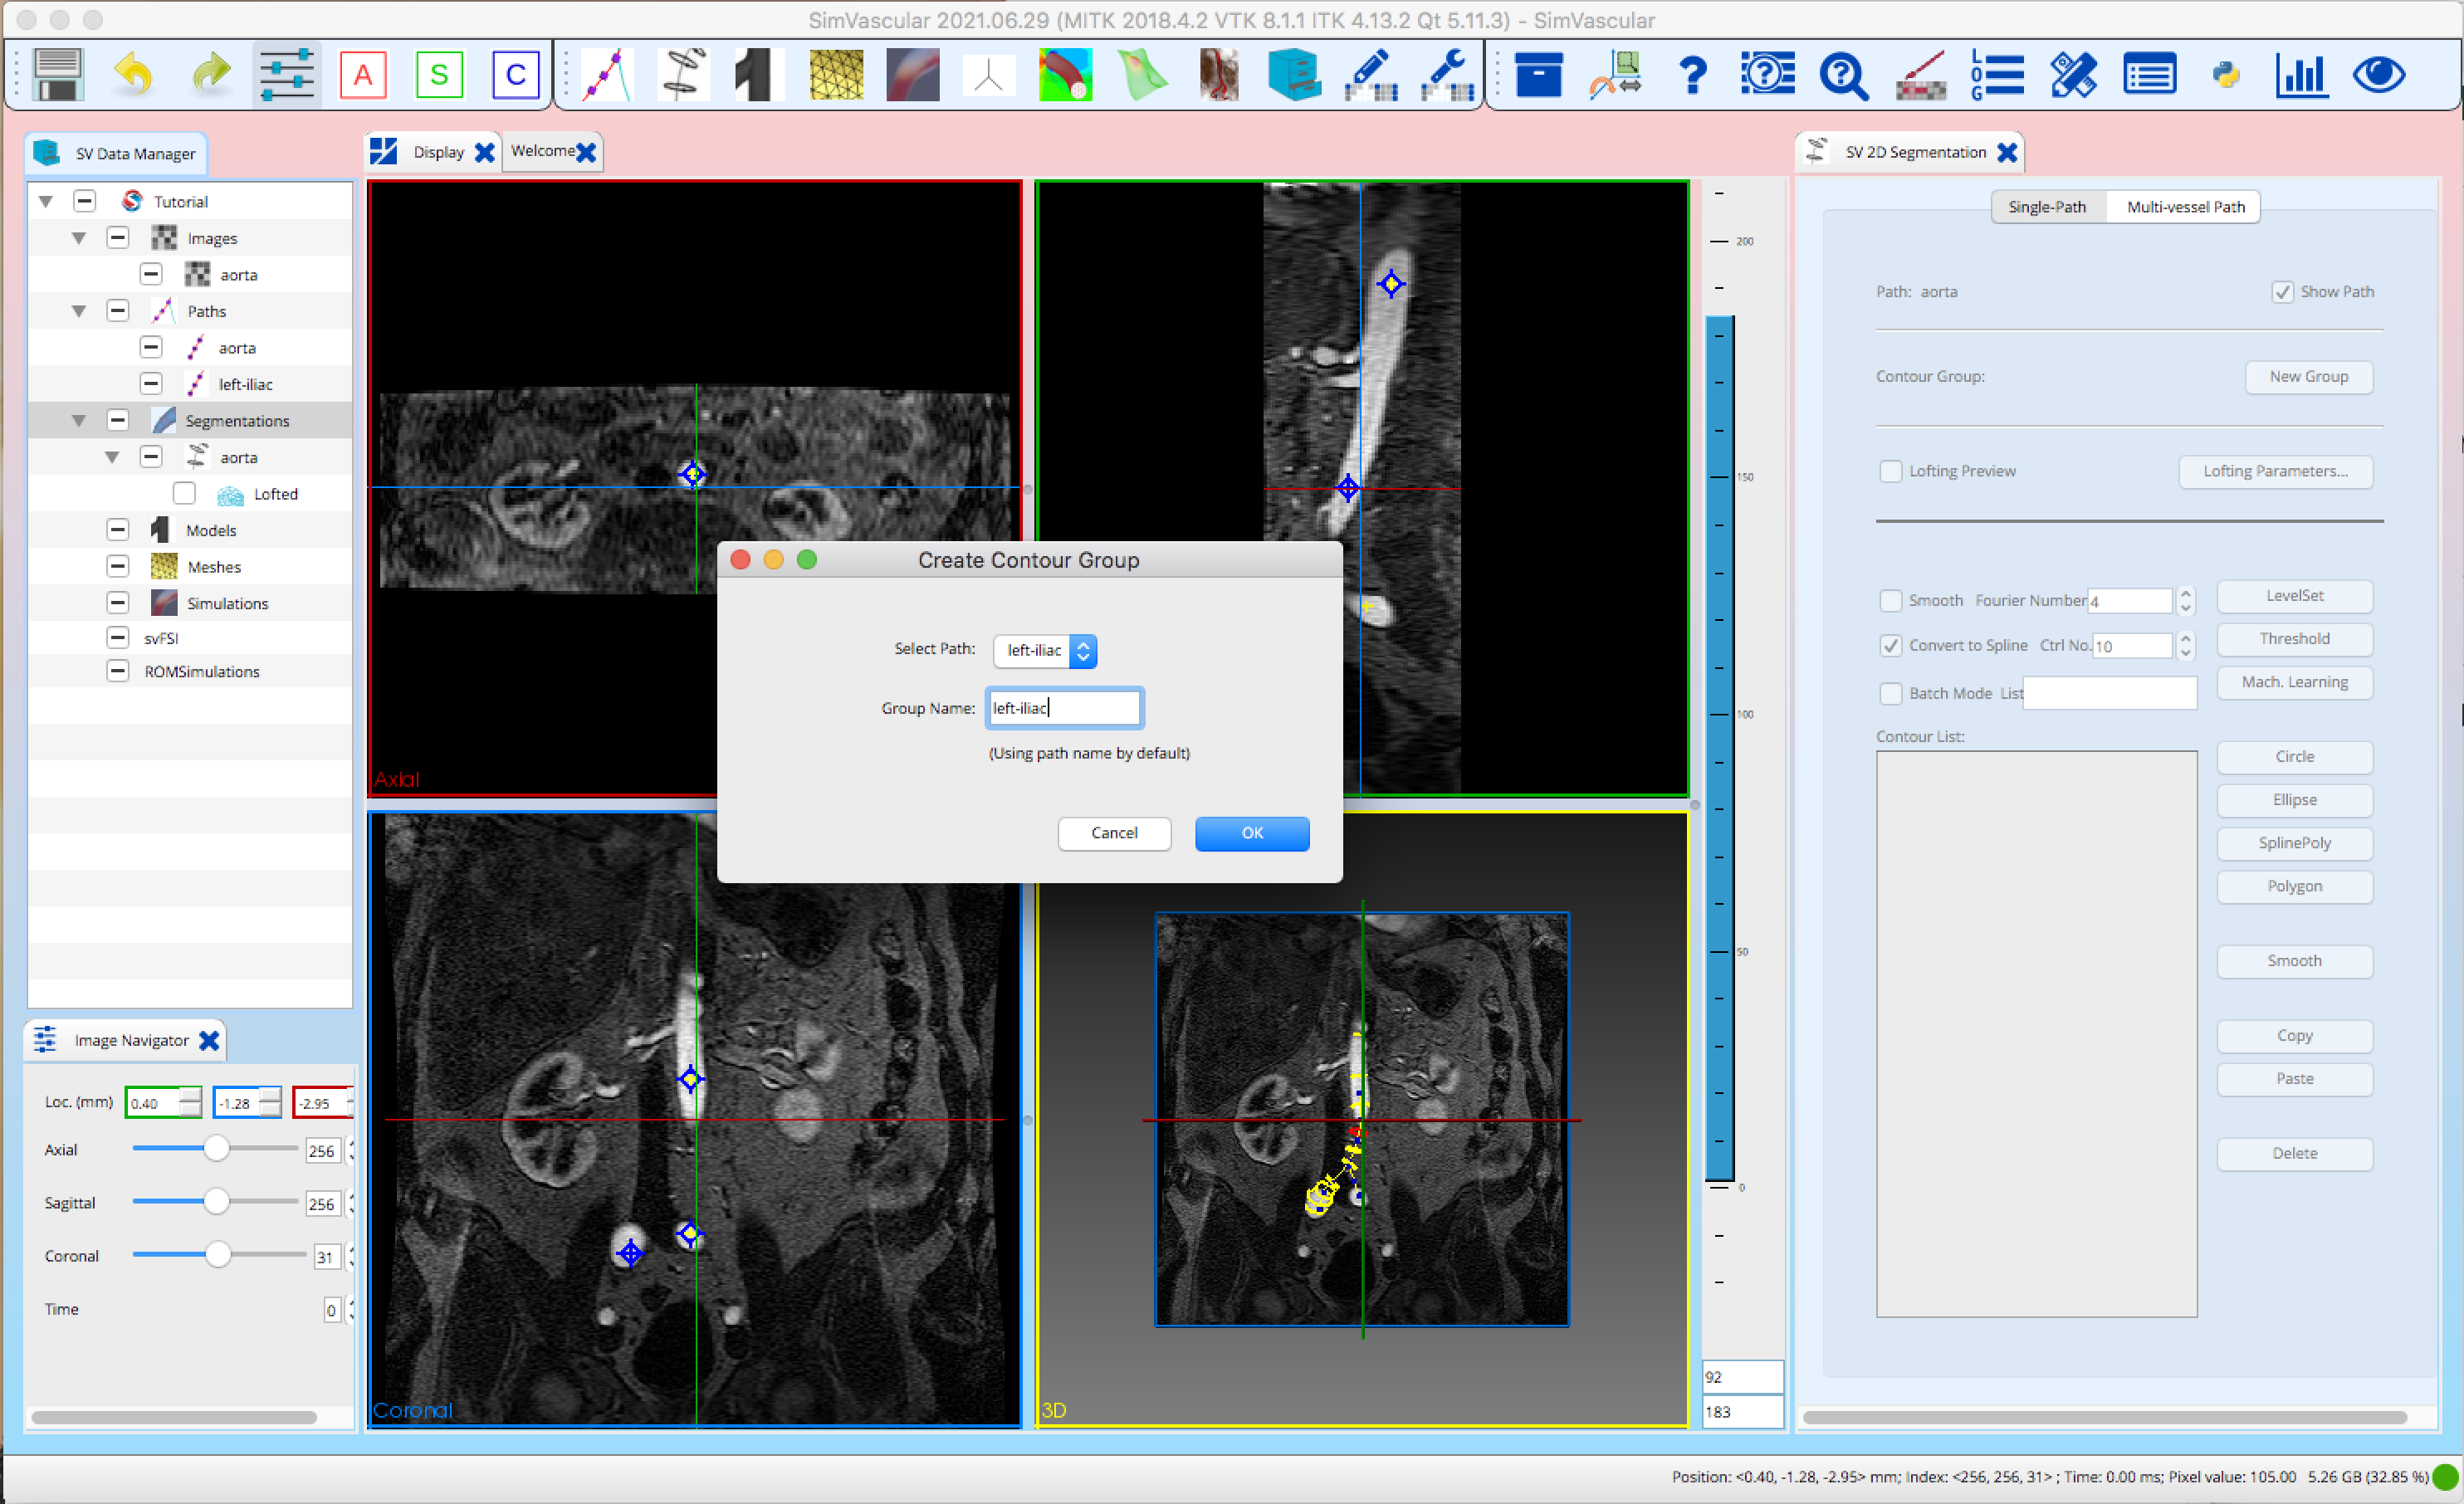 SimVascular 2021.06.29 (MITK 2018.4.2 VTK 8.1.1 ITK 4.13.2 Qt 5.11.3) - SimVascular
A S C
LOG
SV Data Manager
Tutorial
Images
aorta
Paths
aorta
left-iliac
Segmentations
aorta
Lofted
Models
Meshes
Simulations
svFSI
ROMSimulations
Image Navigator
Loc. (mm) 0.40 -1.28 -2.95
Axial 256
Sagittal 256
Coronal 31
Time 0
Display Welcome
Axial
Coronal
3D
200
150
100
50
0
92
183
Create Contour Group
Select Path: left-iliac
Group Name: left-iliac
(Using path name by default)
Cancel OK
SV 2D Segmentation
Single-Path Multi-vessel Path
Path: aorta Show Path
Contour Group: New Group
Lofting Preview Lofting Parameters...
Smooth Fourier Number 4 LevelSet
Convert to Spline Ctrl No. 10 Threshold
Batch Mode List Mach. Learning
Contour List:
Circle
Ellipse
SplinePoly
Polygon
Smooth
Copy
Paste
Delete
Position: <0.40, -1.28, -2.95> mm; Index: <256, 256, 31> ; Time: 0.00 ms; Pixel value: 105.00 5.26 GB (32.85 %)